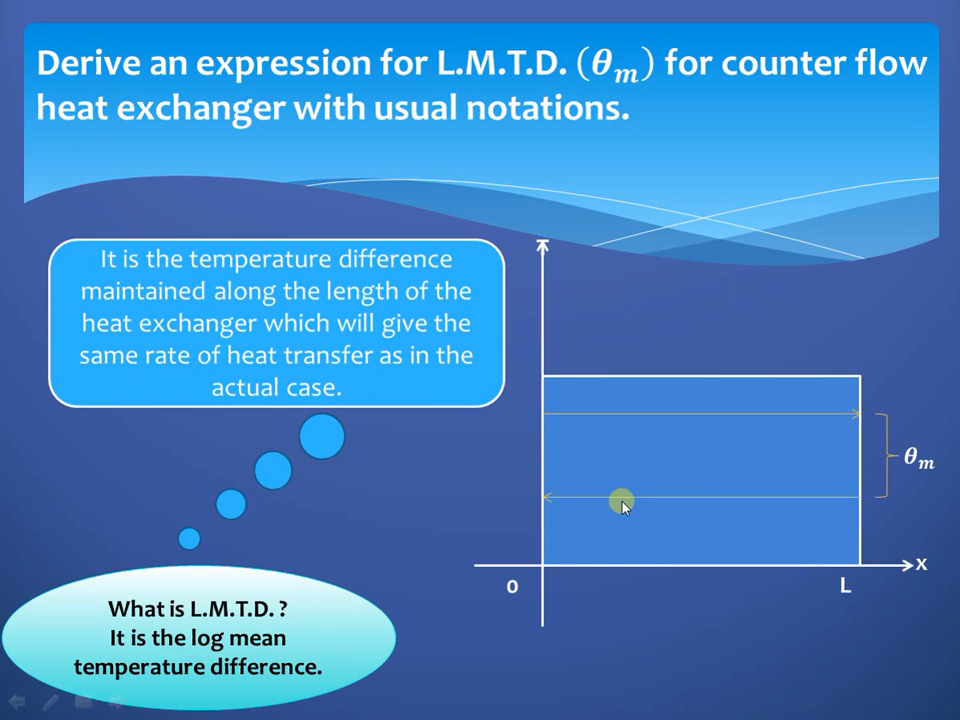 Derive an expression for L.M.T.D. (θₘ) for counter flow
heat exchanger with usual notations.
It is the temperature difference
maintained along the length of the
heat exchanger which will give the
same rate of heat transfer as in the
actual case.
T
θₘ
x
0
L
What is L.M.T.D. ?
It is the log mean
temperature difference.